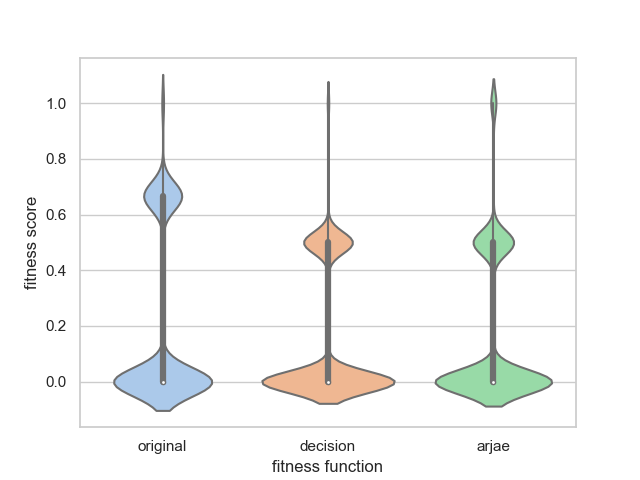 fitness score
1.0
0.8
0.6
0.4
0.2
0.0
original
decision
arjae
fitness function